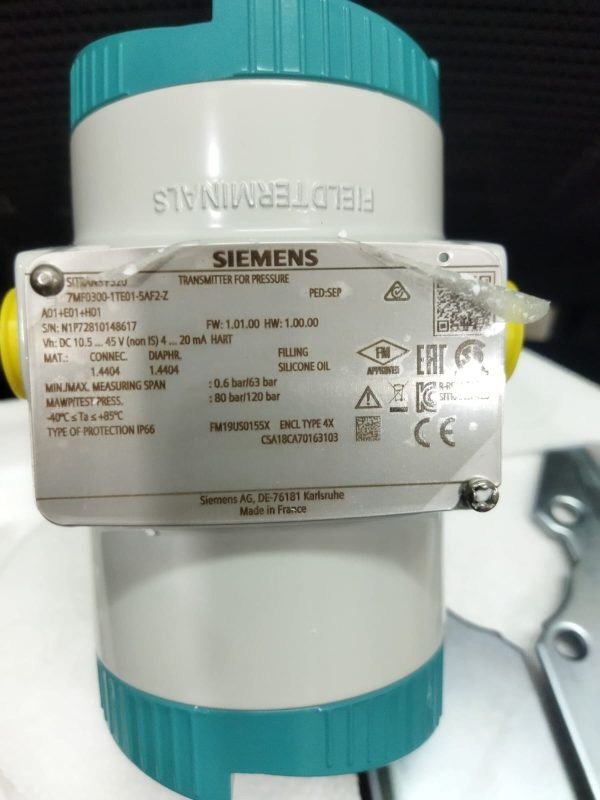 FIELDTERMINALS
SIEMENS
TRANSMITTER FOR PRESSURE
7MF0300-1TE01-5AF2-Z PED:SEP
A01+E01+H01
S/N: N1P72810148617 FW: 1.01.00 HW: 1.00.00
Vh: DC 10.5 ... 45 V (non IS) 4 ... 20 mA HART
MAT.: CONNEC. DIAPHR. FILLING
1.4404 1.4404 SILICONE OIL
FM
APPROVED
EAC
MIN./MAX. MEASURING SPAN : 0.6 bar/63 bar
MAWP/TEST PRESS. : 80 bar/120 bar
-40°C ≤ Ta ≤ +85°C
TYPE OF PROTECTION IP66 FM19US0155X ENCL TYPE 4X
CSA18CA70163103
CE
Siemens AG, DE-76181 Karlsruhe
Made in France